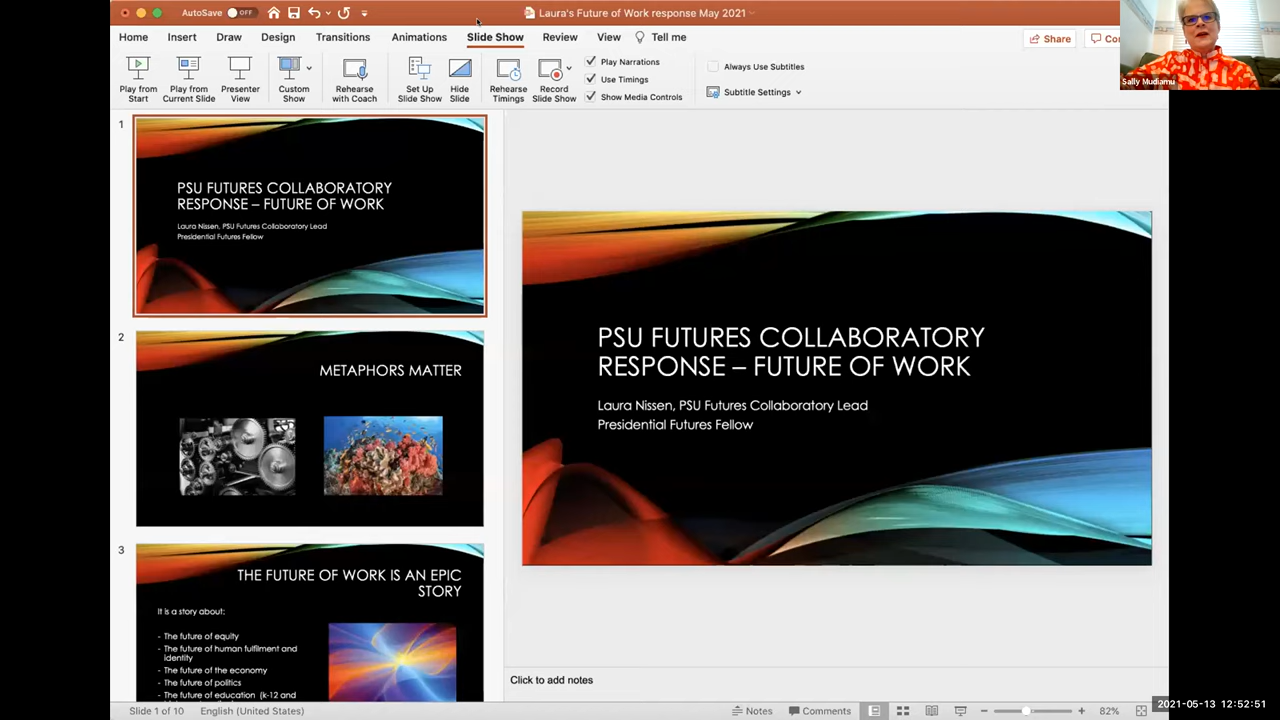 AutoSave OFF
Laura's Future of Work response May 2021
Home Insert Draw Design Transitions Animations Slide Show Review View Tell me
Share
Play from Start
Play from Current Slide
Presenter View
Custom Show
Rehearse with Coach
Set Up Slide Show
Hide Slide
Rehearse Timings
Record Slide Show
Play Narrations
Use Timings
Show Media Controls
Always Use Subtitles
Subtitle Settings
Sally Mudiamu
1
PSU FUTURES COLLABORATORY
RESPONSE – FUTURE OF WORK
Laura Nissen, PSU Futures Collaboratory Lead
Presidential Futures Fellow
2
METAPHORS MATTER
3
THE FUTURE OF WORK IS AN EPIC
STORY
It is a story about:
- The future of equity
- The future of human fulfilment and
identity
- The future of the economy
- The future of politics
- The future of education (k-12 and
PSU FUTURES COLLABORATORY
RESPONSE – FUTURE OF WORK
Laura Nissen, PSU Futures Collaboratory Lead
Presidential Futures Fellow
Click to add notes
Slide 1 of 10 English (United States) Notes Comments 82%
2021-05-13 12:52:51